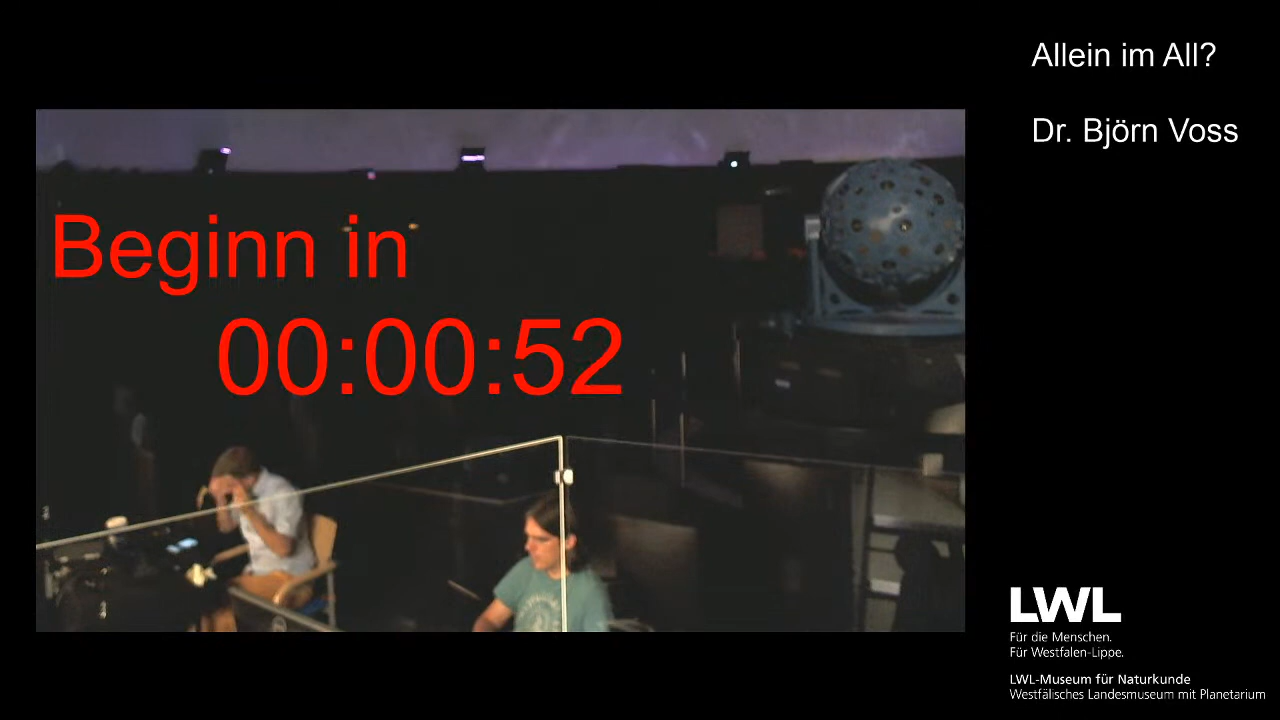 Allein im All?
Dr. Björn Voss
Beginn in
00:00:52
LWL
Für die Menschen.
Für Westfalen-Lippe.
LWL-Museum für Naturkunde
Westfälisches Landesmuseum mit Planetarium